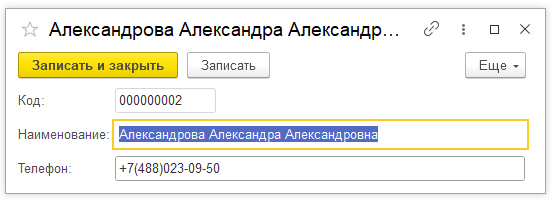 Александрова Александра Александр...
Записать и закрыть
Записать
Еще
Код: 000000002
Наименование: Александрова Александра Александровна
Телефон: +7(488)023-09-50